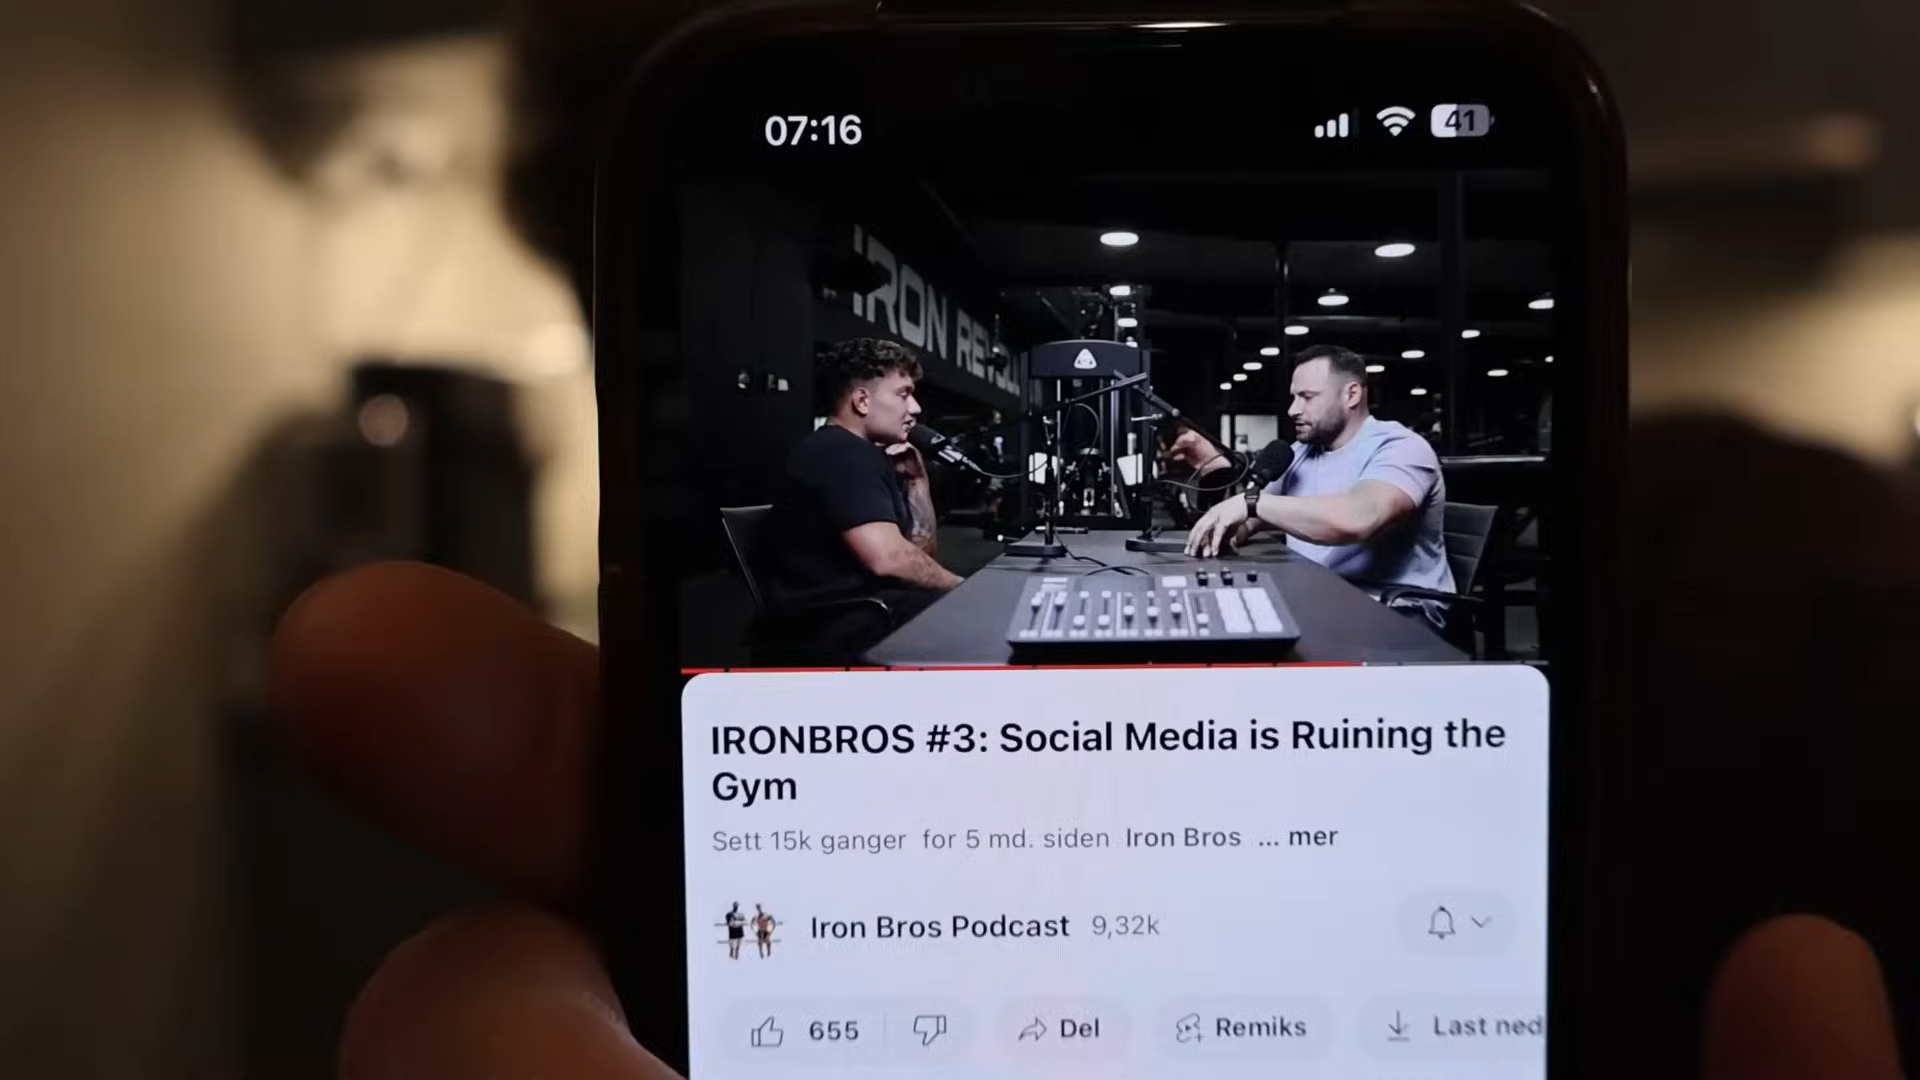 07:16
41
IRON REVOLU
IRONBROS #3: Social Media is Ruining the
Gym
Sett 15k ganger for 5 md. siden Iron Bros ... mer
Iron Bros Podcast 9,32k
655
Del
Remiks
Last ned